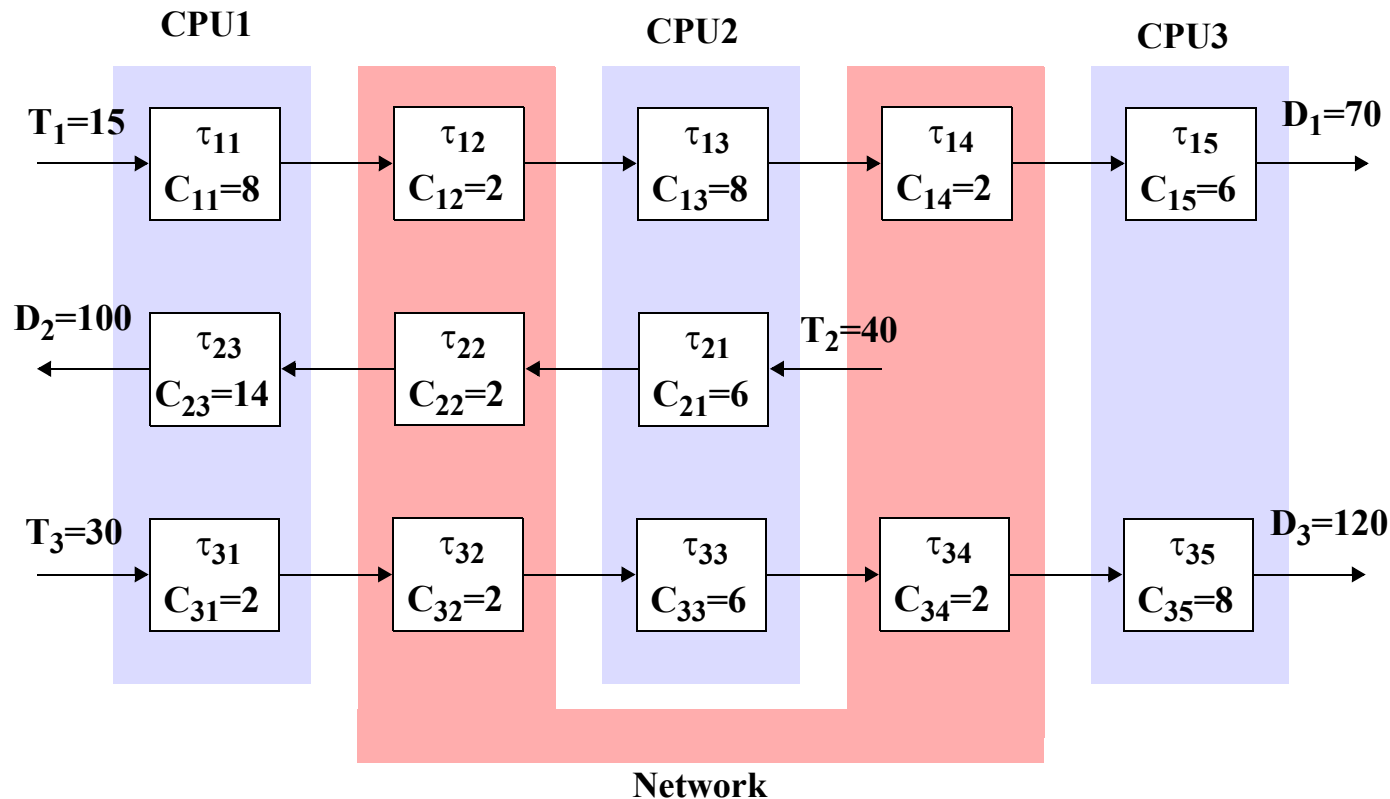 CPU1
CPU2
CPU3
T1=15
τ11
C11=8
τ12
C12=2
τ13
C13=8
τ14
C14=2
τ15
C15=6
D1=70
D2=100
τ23
C23=14
τ22
C22=2
τ21
C21=6
T2=40
T3=30
τ31
C31=2
τ32
C32=2
τ33
C33=6
τ34
C34=2
τ35
C35=8
D3=120
Network